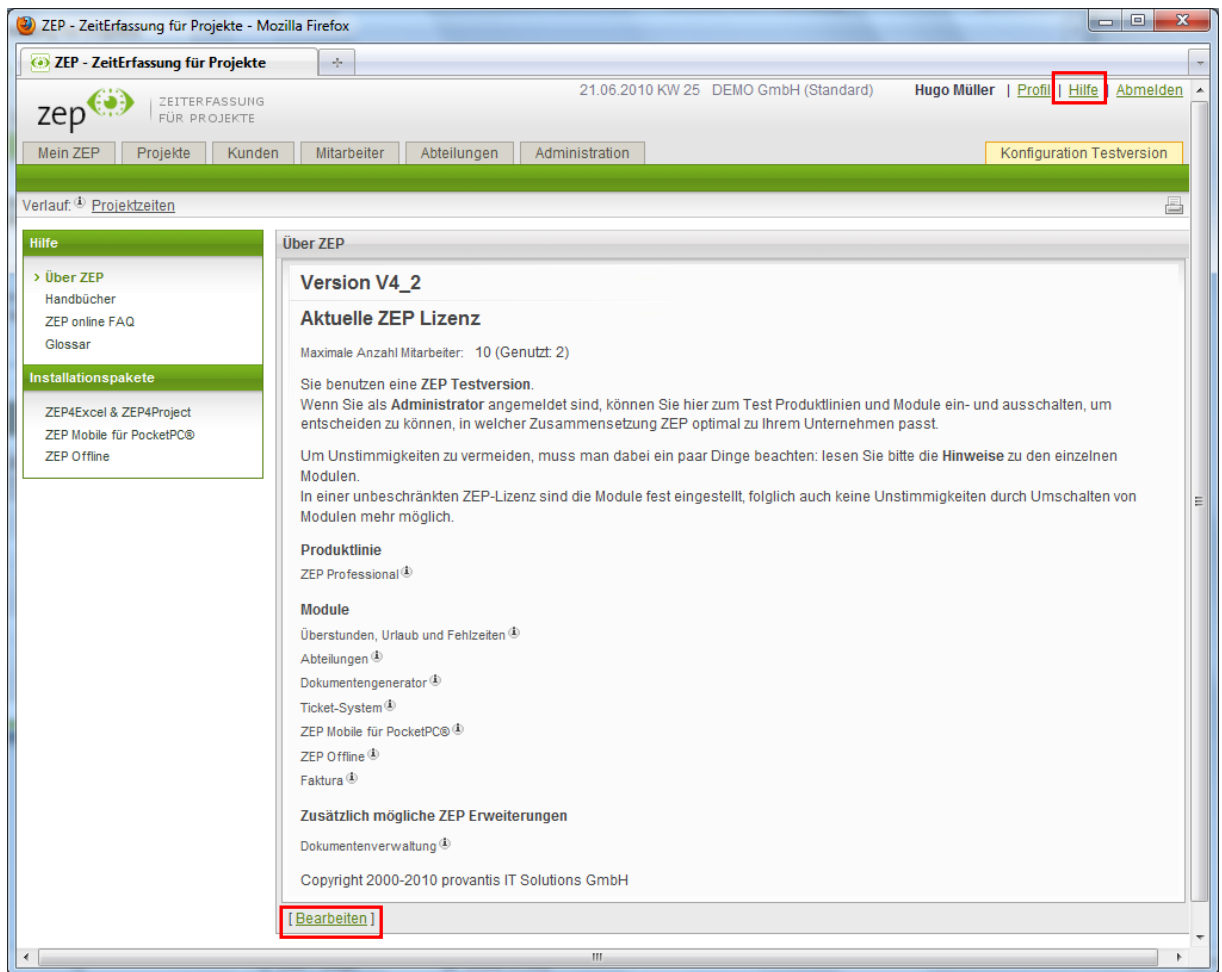 ZEP - ZeitErfassung für Projekte - Mozilla Firefox
ZEP - ZeitErfassung für Projekte
21.06.2010 KW 25 DEMO GmbH (Standard) Hugo Müller | Profil | Hilfe | Abmelden
zep ZEITERFASSUNG
FÜR PROJEKTE
Mein ZEP Projekte Kunden Mitarbeiter Abteilungen Administration Konfiguration Testversion
Verlauf: Projektzeiten
Hilfe
> Über ZEP
Handbücher
ZEP online FAQ
Glossar
Installationspakete
ZEP4Excel & ZEP4Project
ZEP Mobile für PocketPC®
ZEP Offline
Über ZEP
Version V4_2
Aktuelle ZEP Lizenz
Maximale Anzahl Mitarbeiter: 10 (Genutzt: 2)
Sie benutzen eine ZEP Testversion.
Wenn Sie als Administrator angemeldet sind, können Sie hier zum Test Produktlinien und Module ein- und ausschalten, um
entscheiden zu können, in welcher Zusammensetzung ZEP optimal zu Ihrem Unternehmen passt.
Um Unstimmigkeiten zu vermeiden, muss man dabei ein paar Dinge beachten: lesen Sie bitte die Hinweise zu den einzelnen
Modulen.
In einer unbeschränkten ZEP-Lizenz sind die Module fest eingestellt, folglich auch keine Unstimmigkeiten durch Umschalten von
Modulen mehr möglich.
Produktlinie
ZEP Professional
Module
Überstunden, Urlaub und Fehlzeiten
Abteilungen
Dokumentengenerator
Ticket-System
ZEP Mobile für PocketPC®
ZEP Offline
Faktura
Zusätzlich mögliche ZEP Erweiterungen
Dokumentenverwaltung
Copyright 2000-2010 provantis IT Solutions GmbH
[ Bearbeiten ]